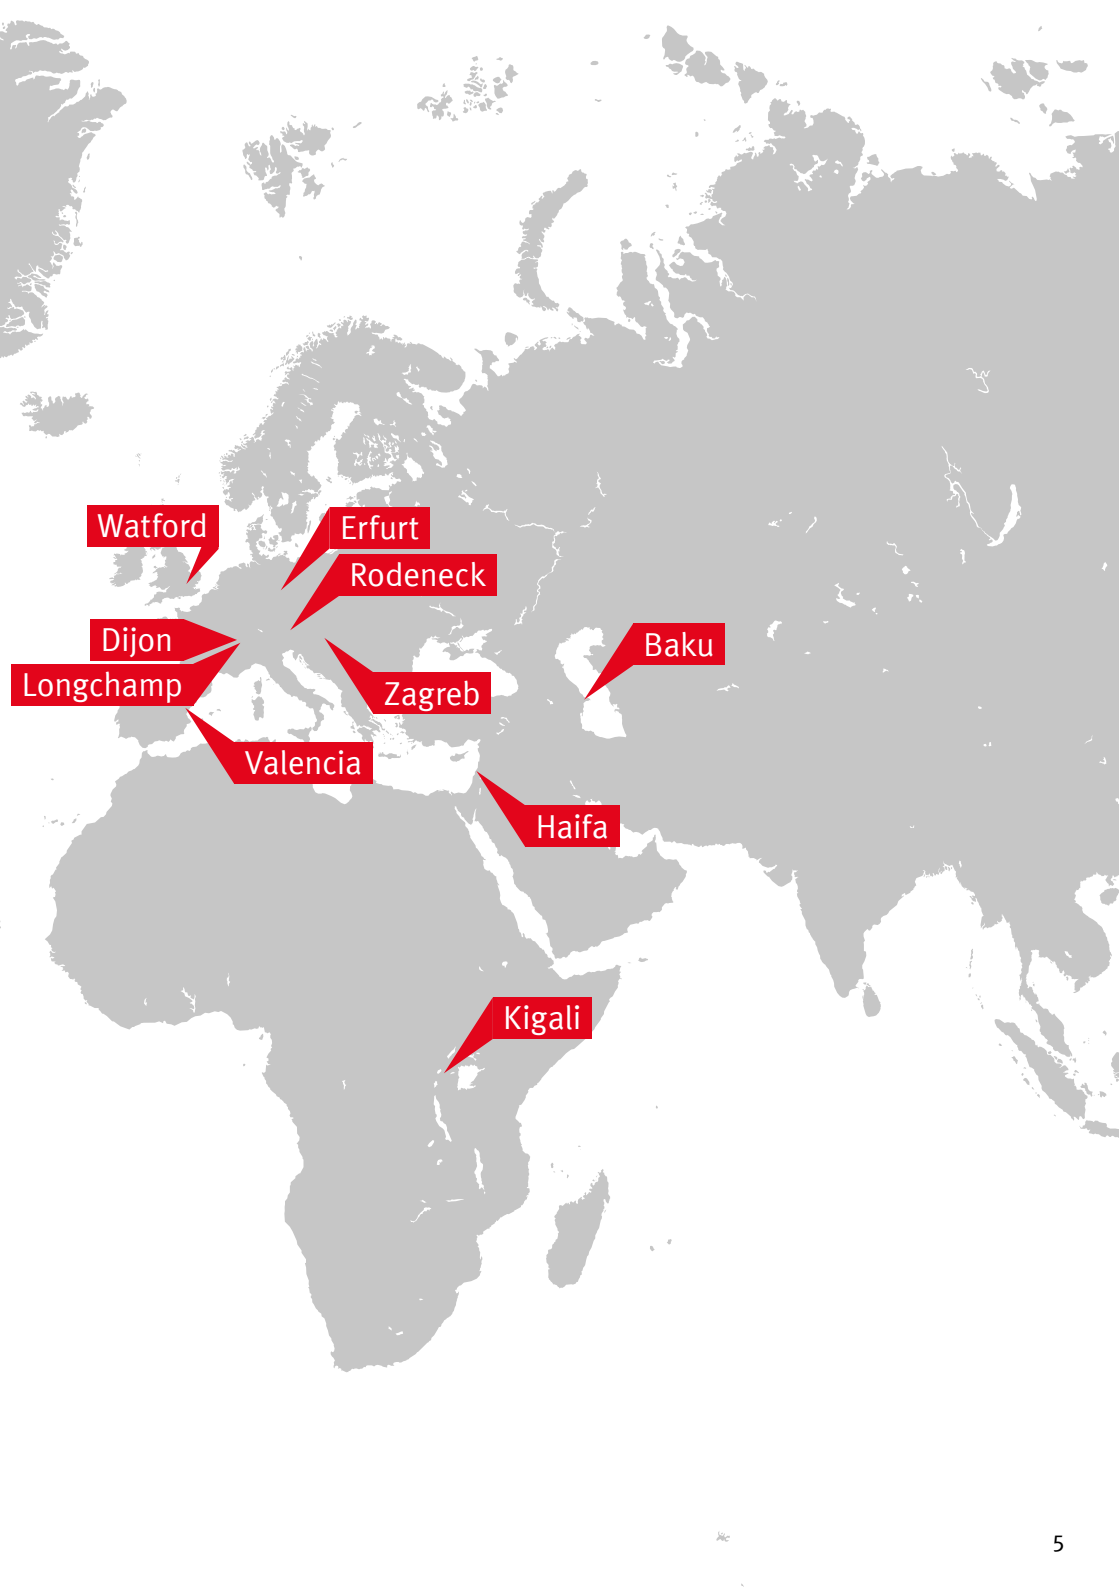 Watford
Erfurt
Rodeneck
Dijon
Baku
Longchamp
Zagreb
Valencia
Haifa
Kigali
5